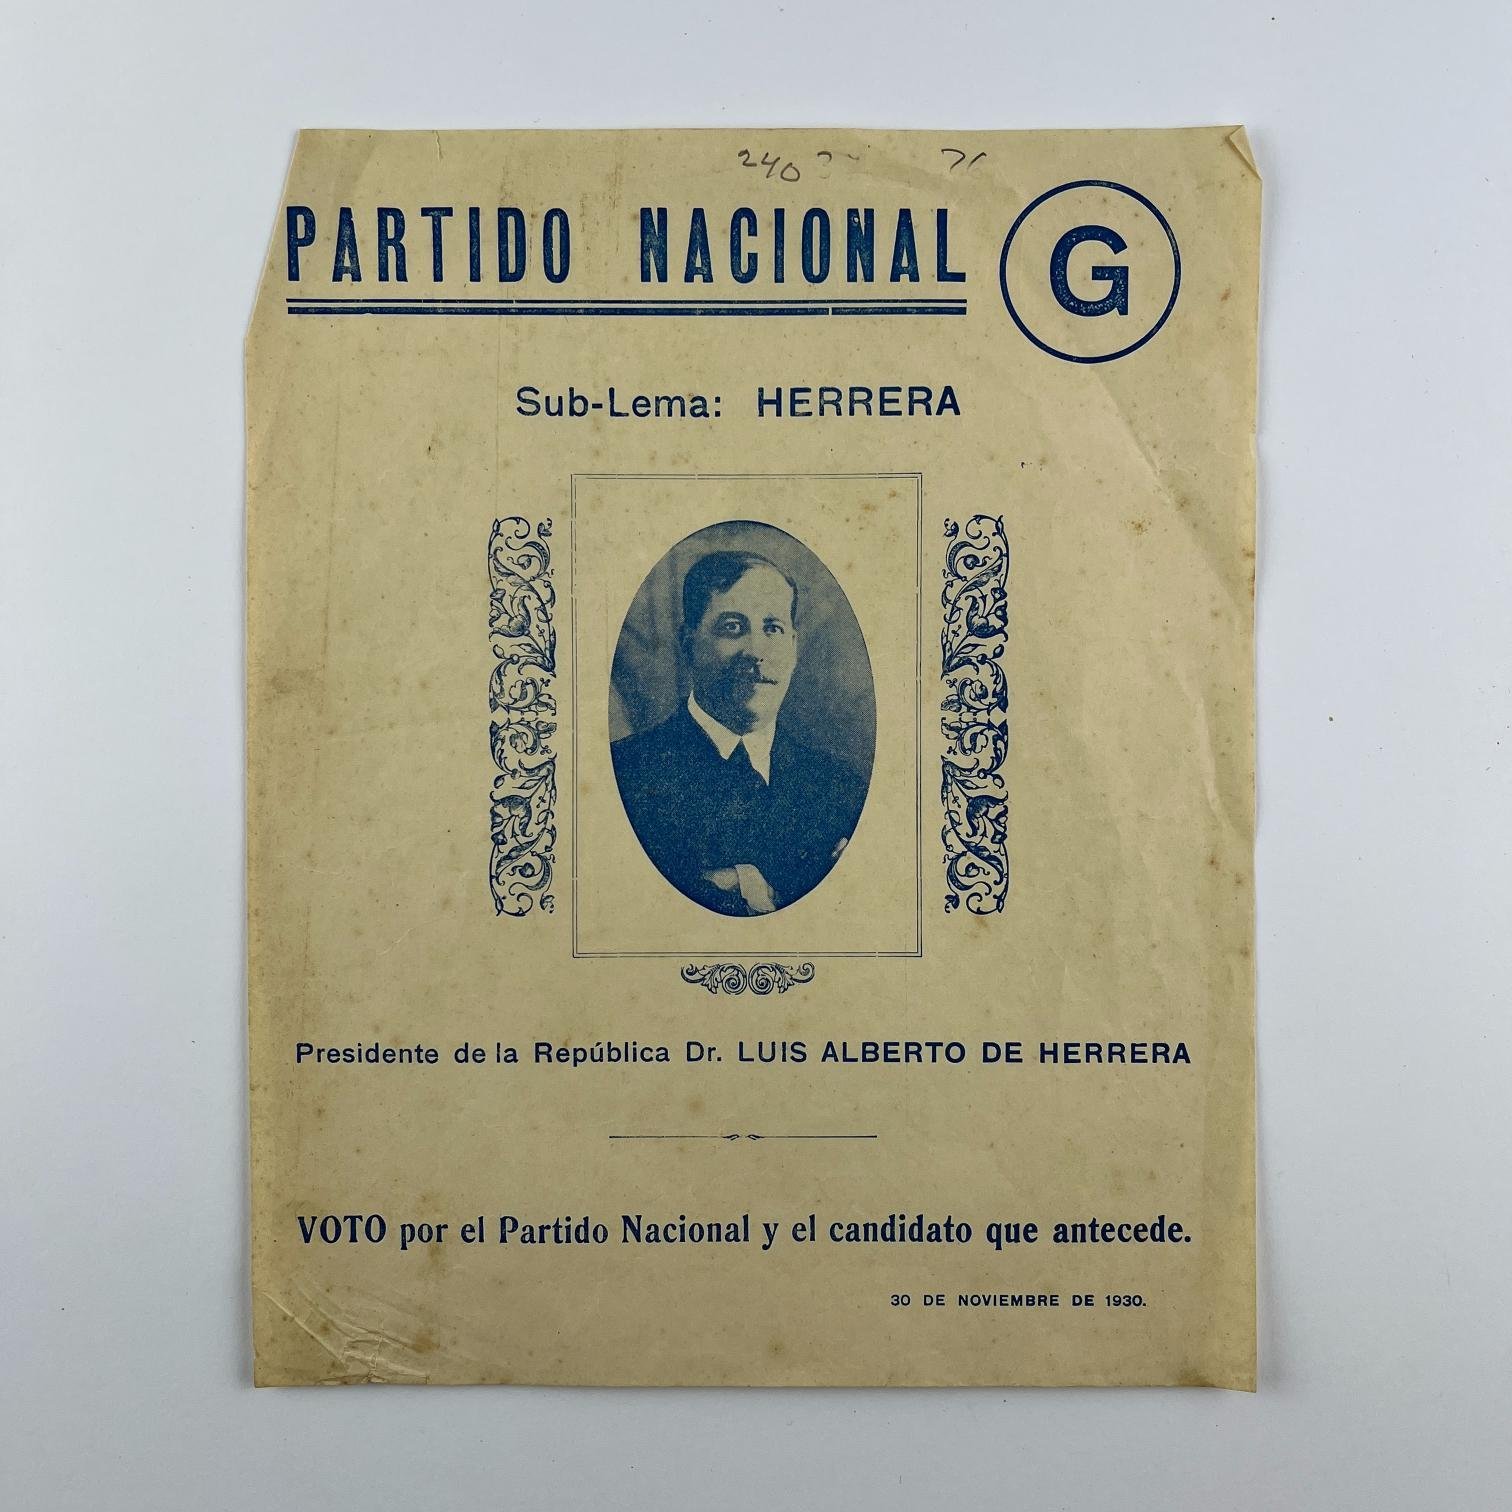 240
PARTIDO NACIONAL
G
Sub-Lema: HERRERA
Presidente de la República Dr. LUIS ALBERTO DE HERRERA
VOTO por el Partido Nacional y el candidato que antecede.
30 DE NOVIEMBRE DE 1930.